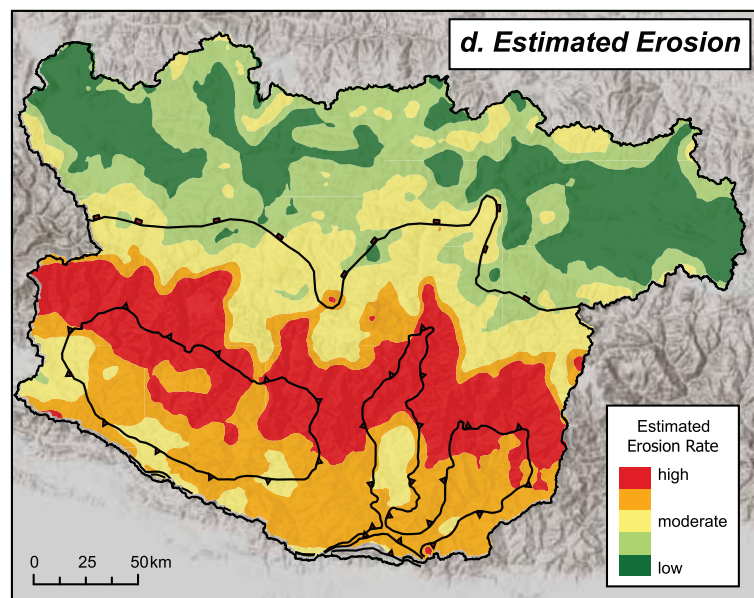 d. Estimated Erosion
Estimated
Erosion Rate
high
moderate
low
0 25 50km